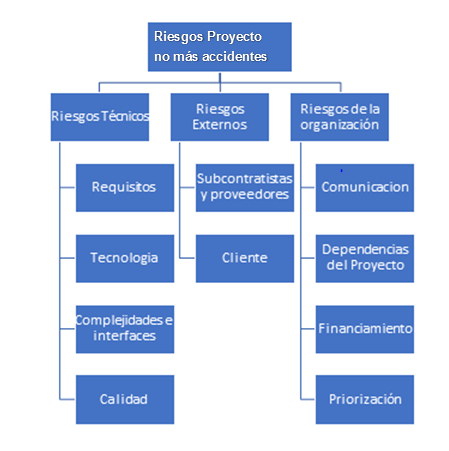 Riesgos Proyecto
no más accidentes
Riesgos Técnicos
Riesgos
Externos
Riesgos de la
organización
Requisitos
Tecnologia
Complejidades e
interfaces
Calidad
Subcontratistas
y proveedores
Cliente
Comunicacion
Dependencias
del Proyecto
Financiamiento
Priorización